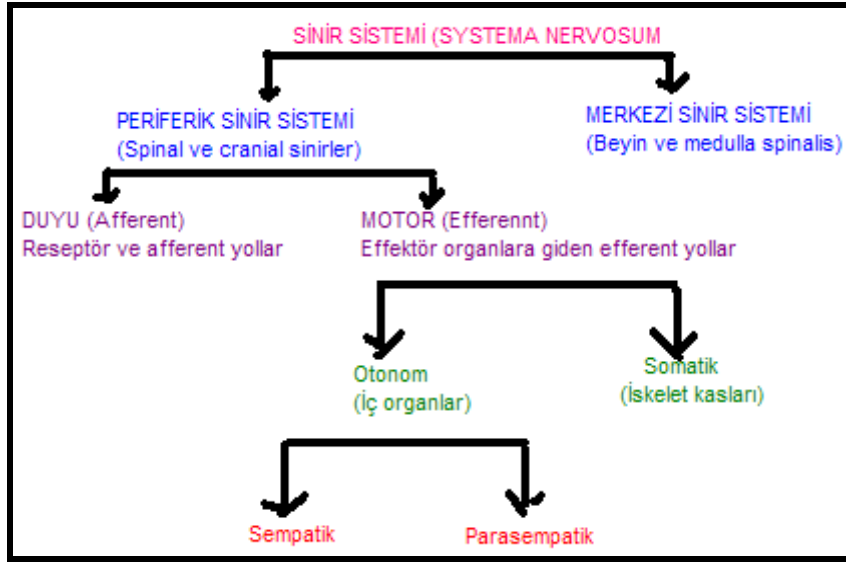 SİNİR SİSTEMİ (SYSTEMA NERVOSUM
PERİFERİK SİNİR SİSTEMİ
(Spinal ve cranial sinirler)
MERKEZİ SİNİR SİSTEMİ
(Beyin ve medulla spinalis)
DUYU (Afferent)
Reseptör ve afferent yollar
MOTOR (Efferennt)
Effektör organlara giden efferent yollar
Otonom
(İç organlar)
Somatik
(İskelet kasları)
Sempatik
Parasempatik